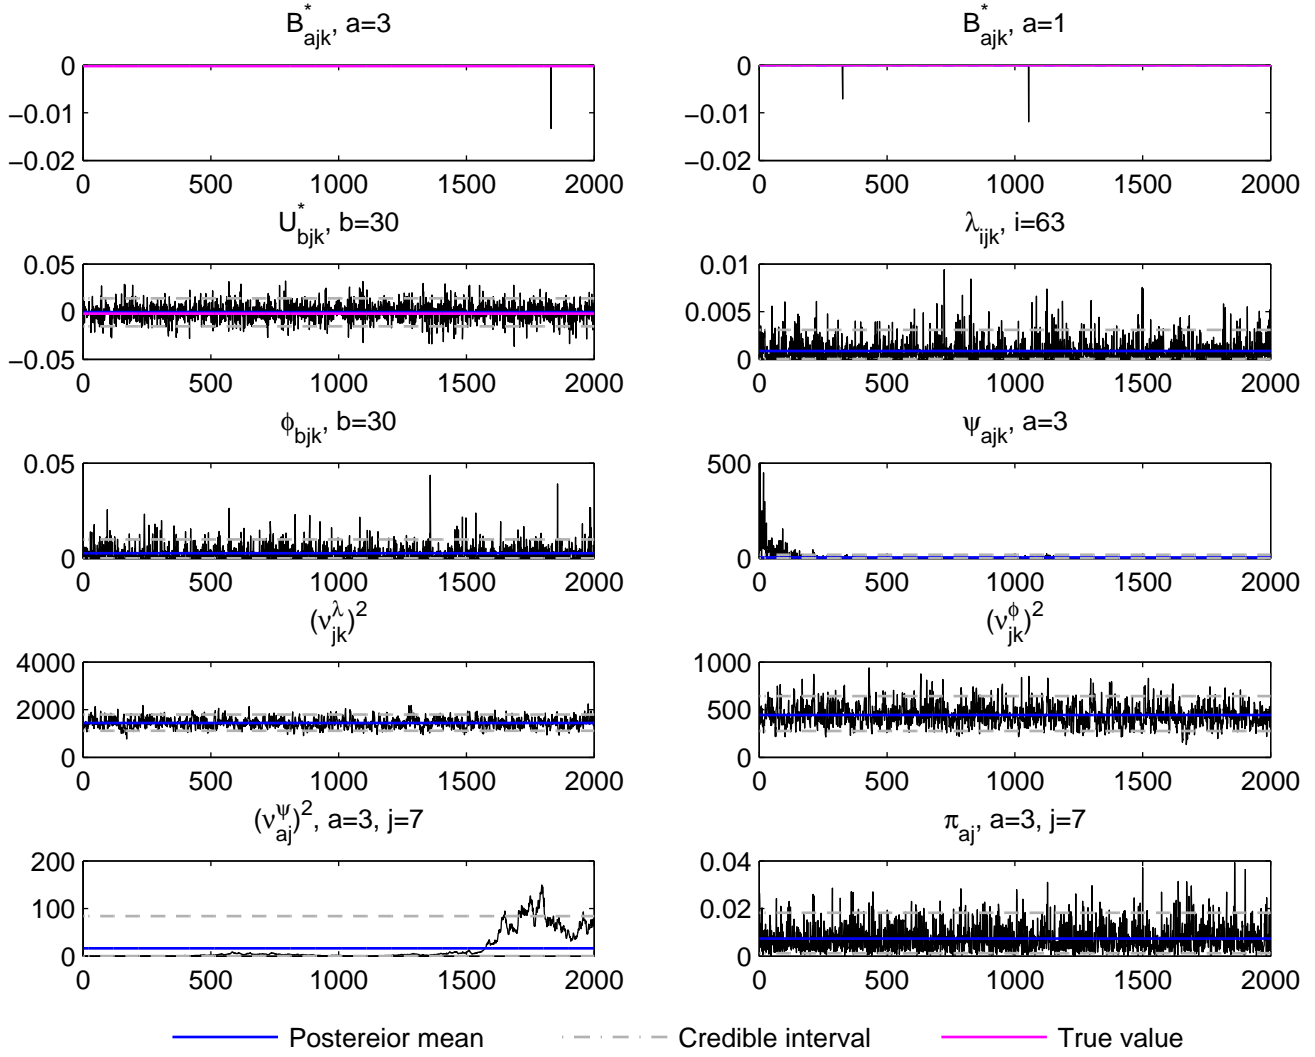 B*ajk, a=3
B*ajk, a=1
0
−0.01
−0.02
0 500 1000 1500 2000
0
−0.01
−0.02
0 500 1000 1500 2000
U*bjk, b=30
λijk, i=63
0.05
0
−0.05
0 500 1000 1500 2000
0.01
0.005
0
0 500 1000 1500 2000
ϕbjk, b=30
ψajk, a=3
0.05
0
0 500 1000 1500 2000
500
0
0 500 1000 1500 2000
(νλjk)2
(νϕjk)2
4000
2000
0
0 500 1000 1500 2000
1000
500
0
0 500 1000 1500 2000
(νψaj)2, a=3, j=7
πaj, a=3, j=7
200
100
0
0 500 1000 1500 2000
0.04
0.02
0
0 500 1000 1500 2000
Postereior mean Credible interval True value